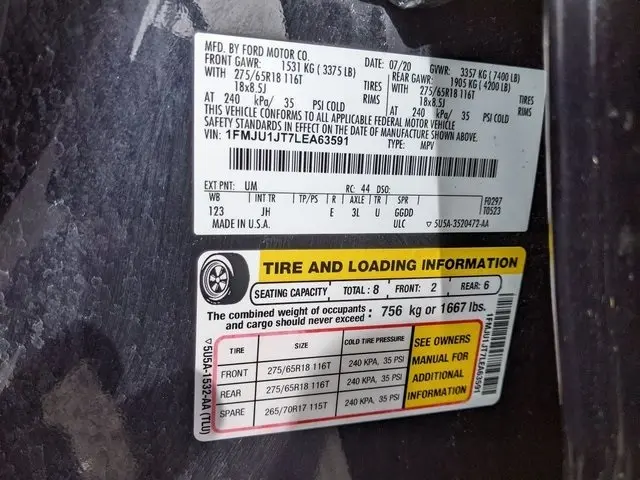 MFD. BY FORD MOTOR CO.
DATE: 07/20 GVWR: 3357 KG (7400 LB)
FRONT GAWR: 1531 KG (3375 LB) REAR GAWR: 1905 KG (4200 LB)
WITH 275/65R18 116T TIRES WITH 275/65R18 116T TIRES
18x8.5J RIMS 18x8.5J RIMS
AT 240 kPa/ 35 PSI COLD AT 240 kPa/ 35 PSI COLD
THIS VEHICLE CONFORMS TO ALL APPLICABLE FEDERAL MOTOR VEHICLE
SAFETY STANDARDS IN EFFECT ON THE DATE OF MANUFACTURE SHOWN ABOVE.
VIN: 1FMJU1JT7LEA63591 TYPE: MPV
EXT PNT: UM RC: 44 DSO:
WB INT TR TP/PS R AXLE TR SPR F0297
123 JH E 3L U GGDD T0523
MADE IN U.S.A. ULC ▽ 5U5A-3520472-AA
TIRE AND LOADING INFORMATION
SEATING CAPACITY TOTAL: 8 FRONT: 2 REAR: 6
The combined weight of occupants
and cargo should never exceed : 756 kg or 1667 lbs.
TIRE SIZE COLD TIRE PRESSURE
FRONT 275/65R18 116T 240 KPA, 35 PSI
REAR 275/65R18 116T 240 KPA, 35 PSI
SPARE 265/70R17 115T 240 KPA, 35 PSI
SEE OWNERS
MANUAL FOR
ADDITIONAL
INFORMATION
▽5U5A-1532-AA (TLU)
1FMJU1JT7LEA63591